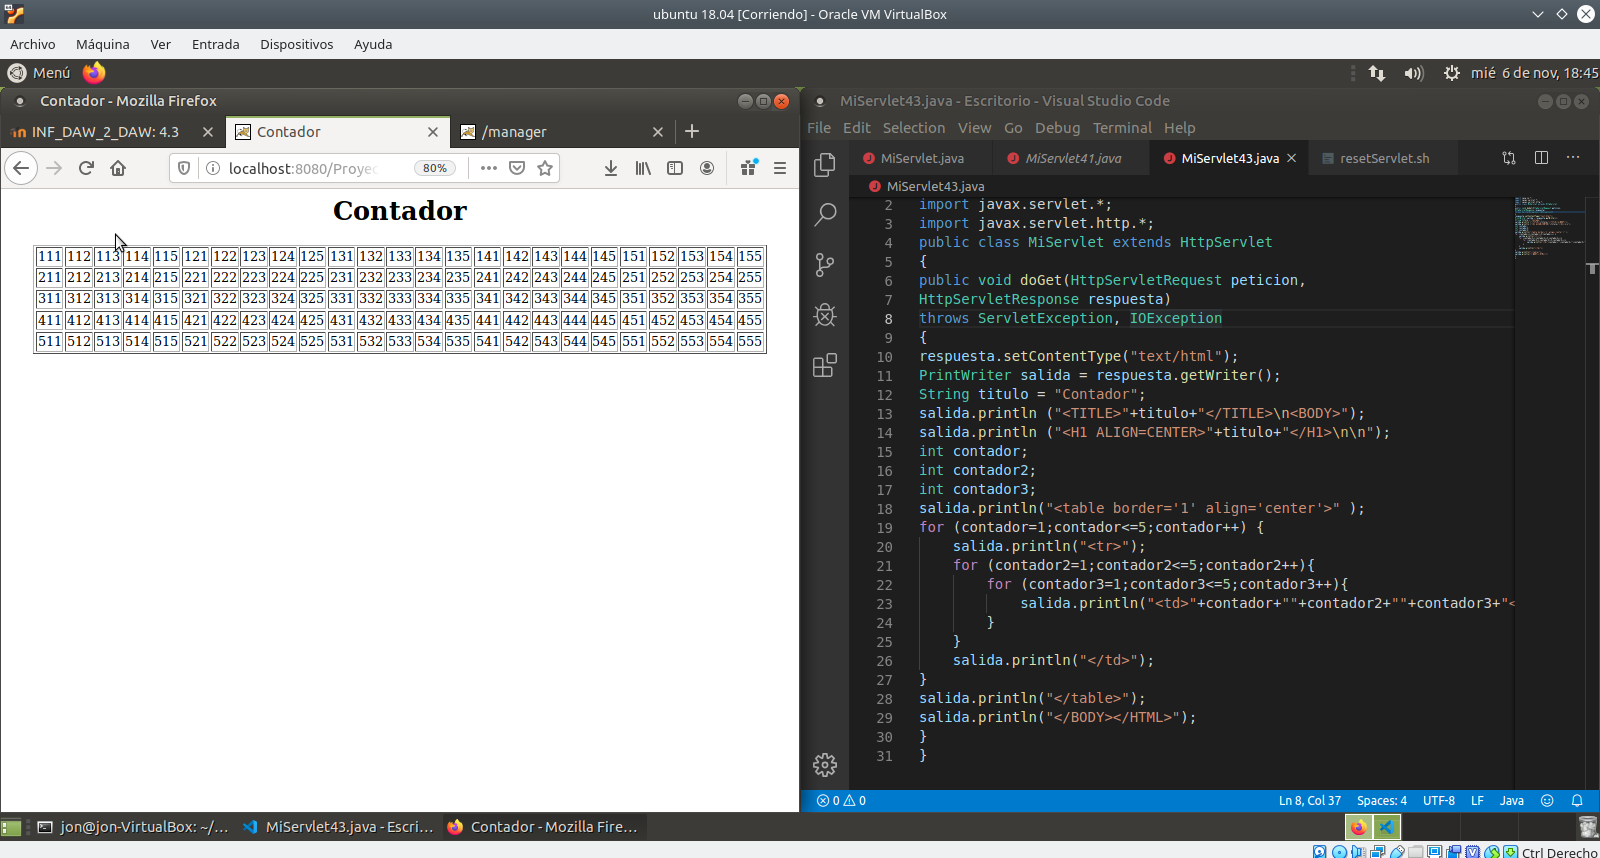 ubuntu 18.04 [Corriendo] - Oracle VM VirtualBox
Archivo Máquina Ver Entrada Dispositivos Ayuda
Menú
mié 6 de nov, 18:45
Contador - Mozilla Firefox
INF_DAW_2_DAW: 4.3
Contador
/manager
localhost:8080/Proyec
80%
Contador
111 112 113 114 115 121 122 123 124 125 131 132 133 134 135 141 142 143 144 145 151 152 153 154 155
211 212 213 214 215 221 222 223 224 225 231 232 233 234 235 241 242 243 244 245 251 252 253 254 255
311 312 313 314 315 321 322 323 324 325 331 332 333 334 335 341 342 343 344 345 351 352 353 354 355
411 412 413 414 415 421 422 423 424 425 431 432 433 434 435 441 442 443 444 445 451 452 453 454 455
511 512 513 514 515 521 522 523 524 525 531 532 533 534 535 541 542 543 544 545 551 552 553 554 555
MiServlet43.java - Escritorio - Visual Studio Code
File Edit Selection View Go Debug Terminal Help
MiServlet.java
MiServlet41.java
MiServlet43.java
resetServlet.sh
MiServlet43.java
2 import javax.servlet.*;
3 import javax.servlet.http.*;
4 public class MiServlet extends HttpServlet
5 {
6 public void doGet(HttpServletRequest peticion,
7 HttpServletResponse respuesta)
8 throws ServletException, IOException
9 {
10 respuesta.setContentType("text/html");
11 PrintWriter salida = respuesta.getWriter();
12 String titulo = "Contador";
13 salida.println ("<TITLE>"+titulo+"</TITLE>\n<BODY>");
14 salida.println ("<H1 ALIGN=CENTER>"+titulo+"</H1>\n\n");
15 int contador;
16 int contador2;
17 int contador3;
18 salida.println("<table border='1' align='center'>" );
19 for (contador=1;contador<=5;contador++) {
20 salida.println("<tr>");
21 for (contador2=1;contador2<=5;contador2++){
22 for (contador3=1;contador3<=5;contador3++){
23 salida.println("<td>"+contador+""+contador2+""+contador3+"<
24 }
25 }
26 salida.println("</td>");
27 }
28 salida.println("</table>");
29 salida.println("</BODY></HTML>");
30 }
31 }
0 0
Ln 8, Col 37 Spaces: 4 UTF-8 LF Java
jon@jon-VirtualBox: ~/...
MiServlet43.java - Escri...
Contador - Mozilla Fire...
Ctrl Derecho